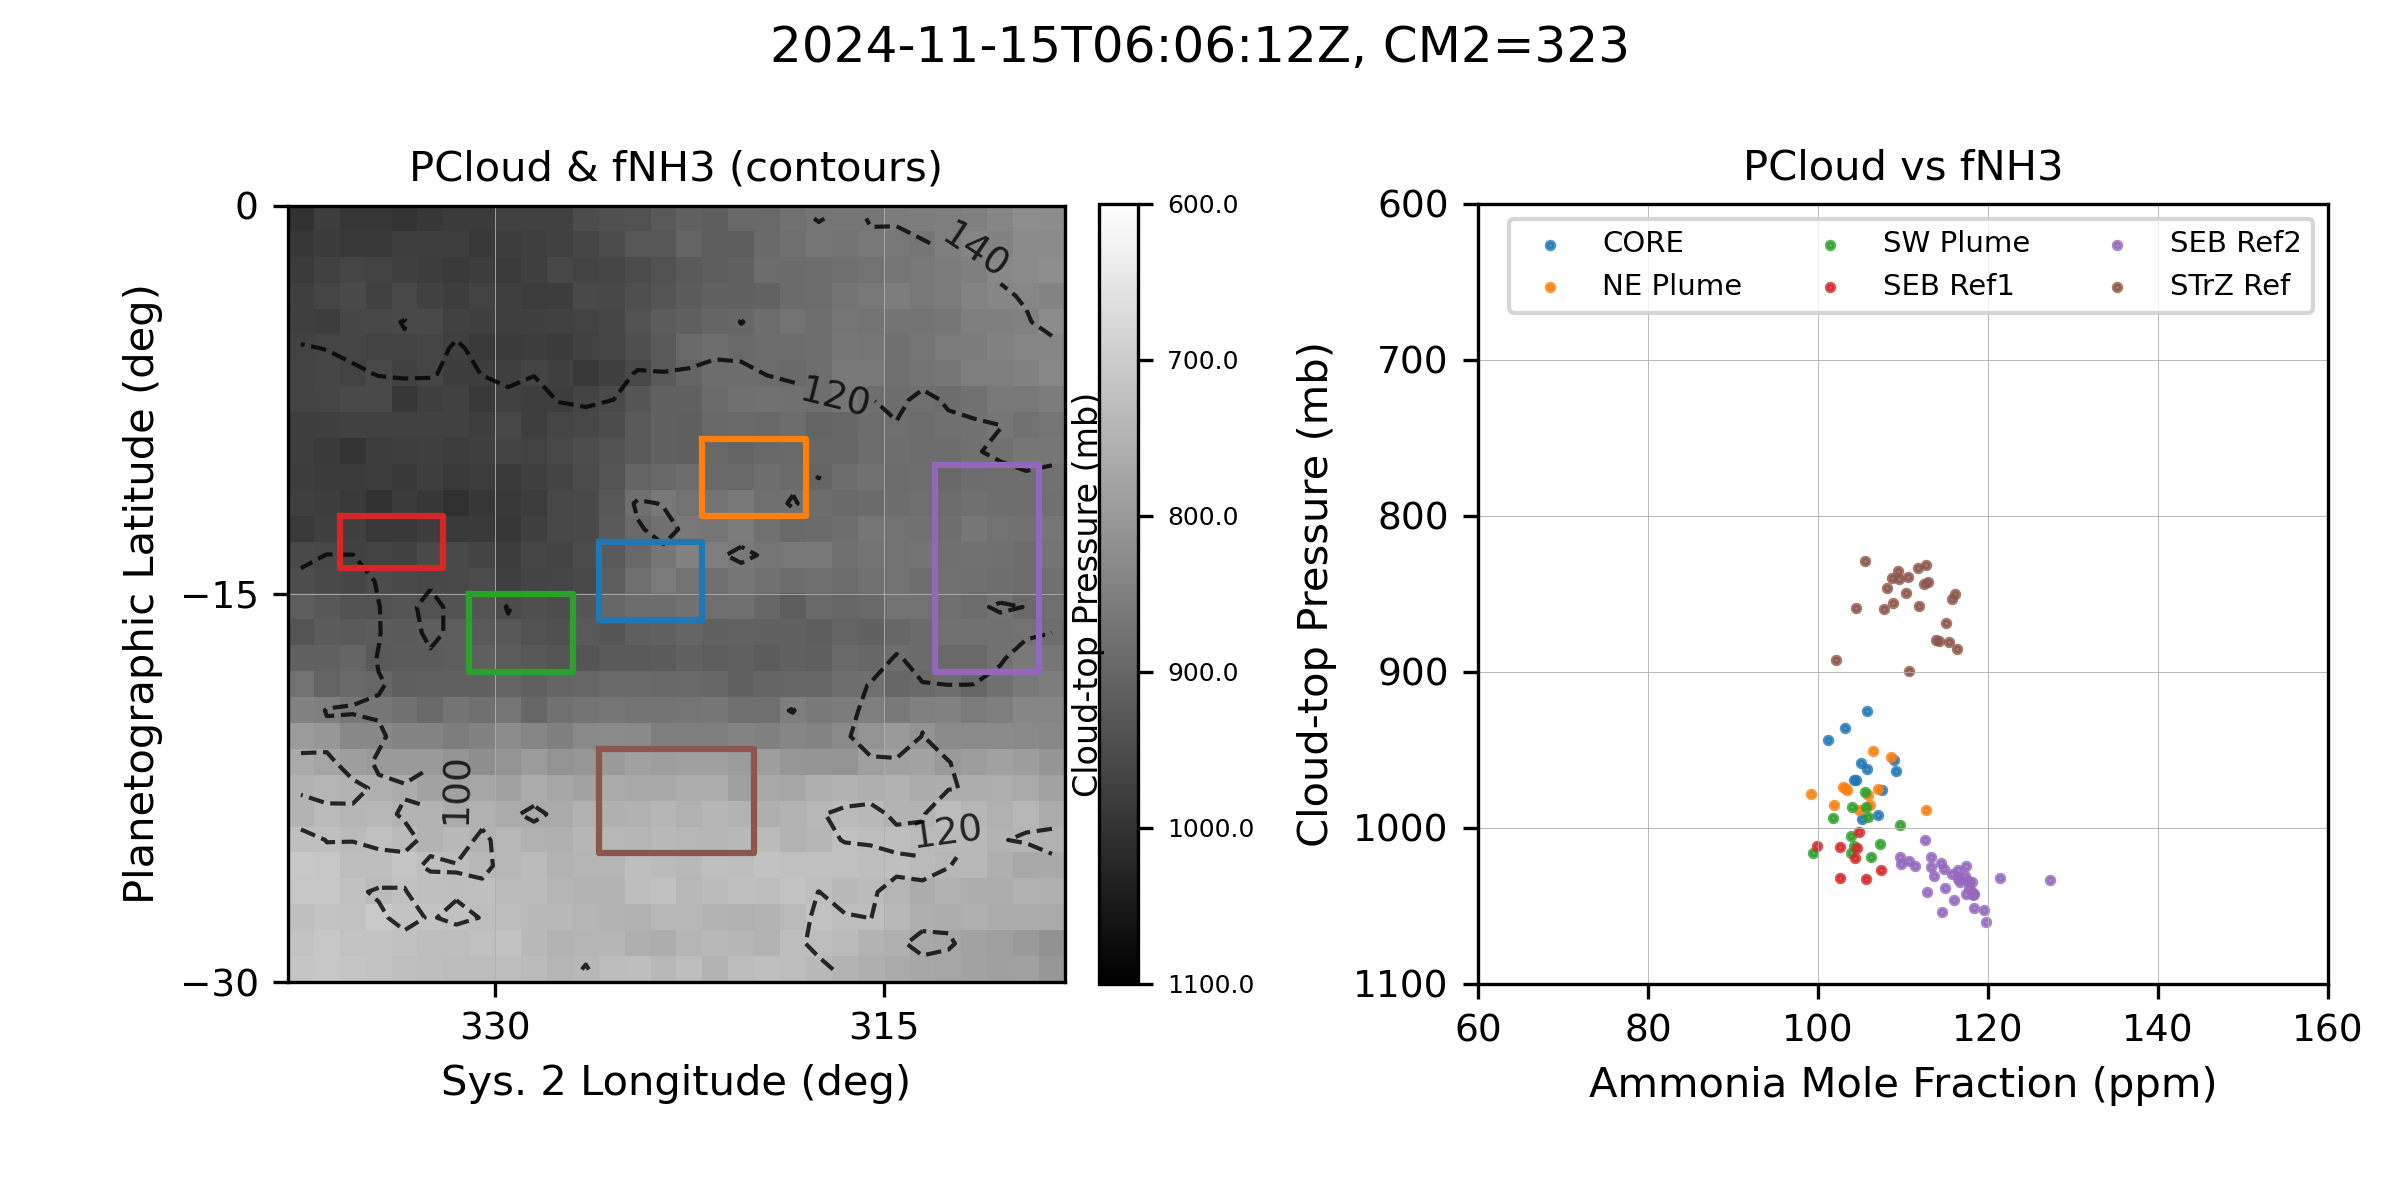 2024-11-15T06:06:12Z, CM2=323
PCloud & fNH3 (contours)
0
−15
−30
Planetographic Latitude (deg)
140
120
100
120
330
315
Sys. 2 Longitude (deg)
Cloud-top Pressure (mb)
600.0
700.0
800.0
900.0
1000.0
1100.0
PCloud vs fNH3
CORE
NE Plume
SW Plume
SEB Ref1
SEB Ref2
STrZ Ref
600
700
800
900
1000
1100
Cloud-top Pressure (mb)
60
80
100
120
140
160
Ammonia Mole Fraction (ppm)